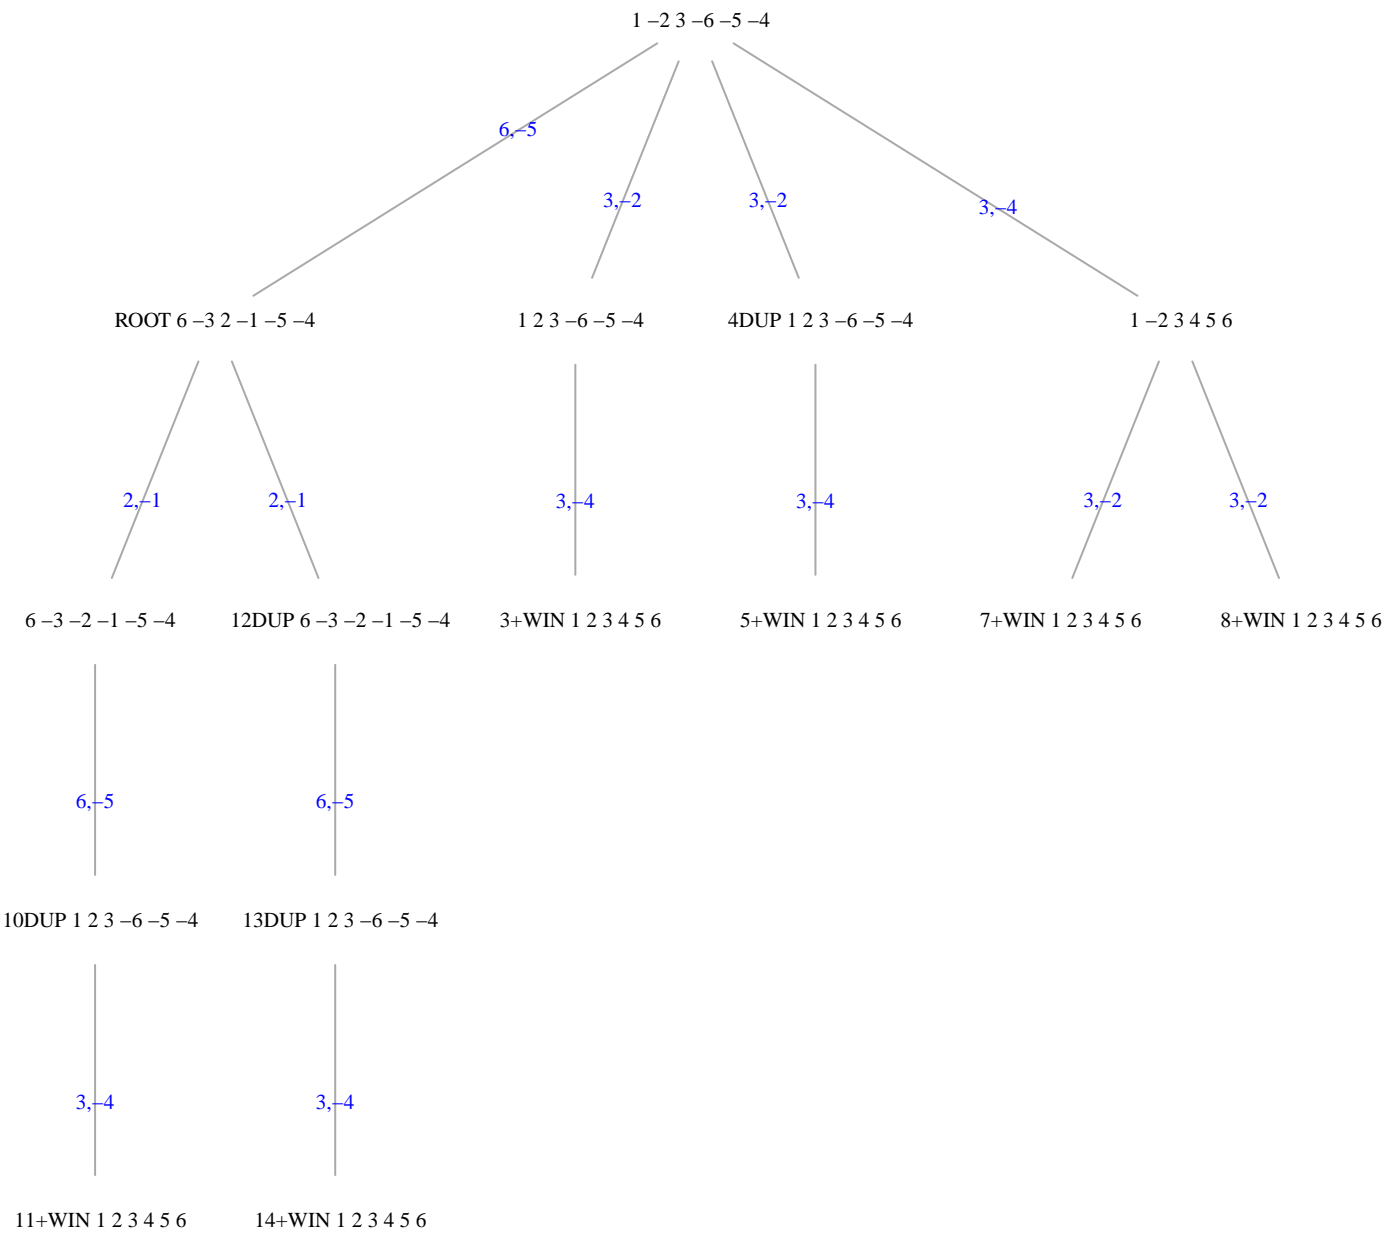 1 –2 3 –6 –5 –4
6,–5
3,–2
3,–2
3,–4
ROOT 6 –3 2 –1 –5 –4
1 2 3 –6 –5 –4
4DUP 1 2 3 –6 –5 –4
1 –2 3 4 5 6
2,–1
2,–1
3,–4
3,–4
3,–2
3,–2
6 –3 –2 –1 –5 –4
12DUP 6 –3 –2 –1 –5 –4
3+WIN 1 2 3 4 5 6
5+WIN 1 2 3 4 5 6
7+WIN 1 2 3 4 5 6
8+WIN 1 2 3 4 5 6
6,–5
6,–5
10DUP 1 2 3 –6 –5 –4
13DUP 1 2 3 –6 –5 –4
3,–4
3,–4
11+WIN 1 2 3 4 5 6
14+WIN 1 2 3 4 5 6